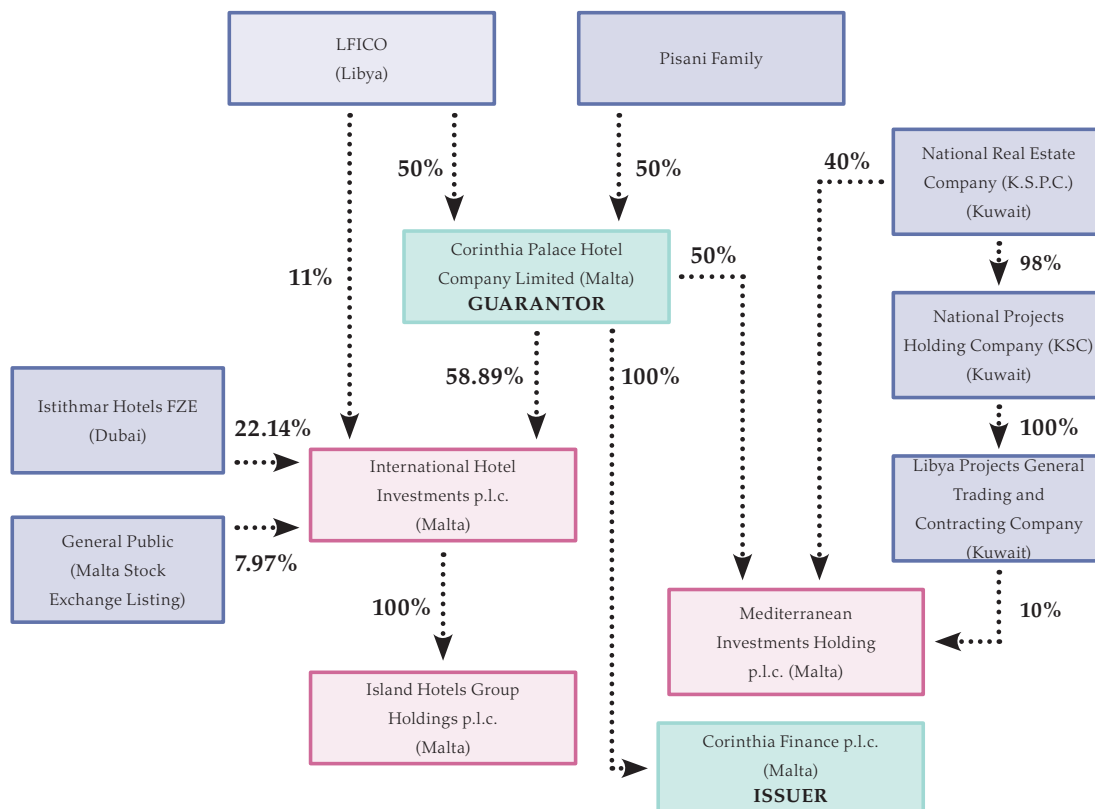 LFICO
(Libya)
Pisani Family
National Real Estate
Company (K.S.P.C.)
(Kuwait)
50%
50%
40%
11%
Corinthia Palace Hotel
Company Limited (Malta)
GUARANTOR
50%
98%
National Projects
Holding Company (KSC)
(Kuwait)
58.89%
100%
100%
Istithmar Hotels FZE
(Dubai)
22.14%
International Hotel
Investments p.l.c.
(Malta)
Libya Projects General
Trading and
Contracting Company
(Kuwait)
General Public
(Malta Stock
Exchange Listing)
7.97%
100%
10%
Mediterranean
Investments Holding
p.l.c. (Malta)
Island Hotels Group
Holdings p.l.c.
(Malta)
Corinthia Finance p.l.c.
(Malta)
ISSUER